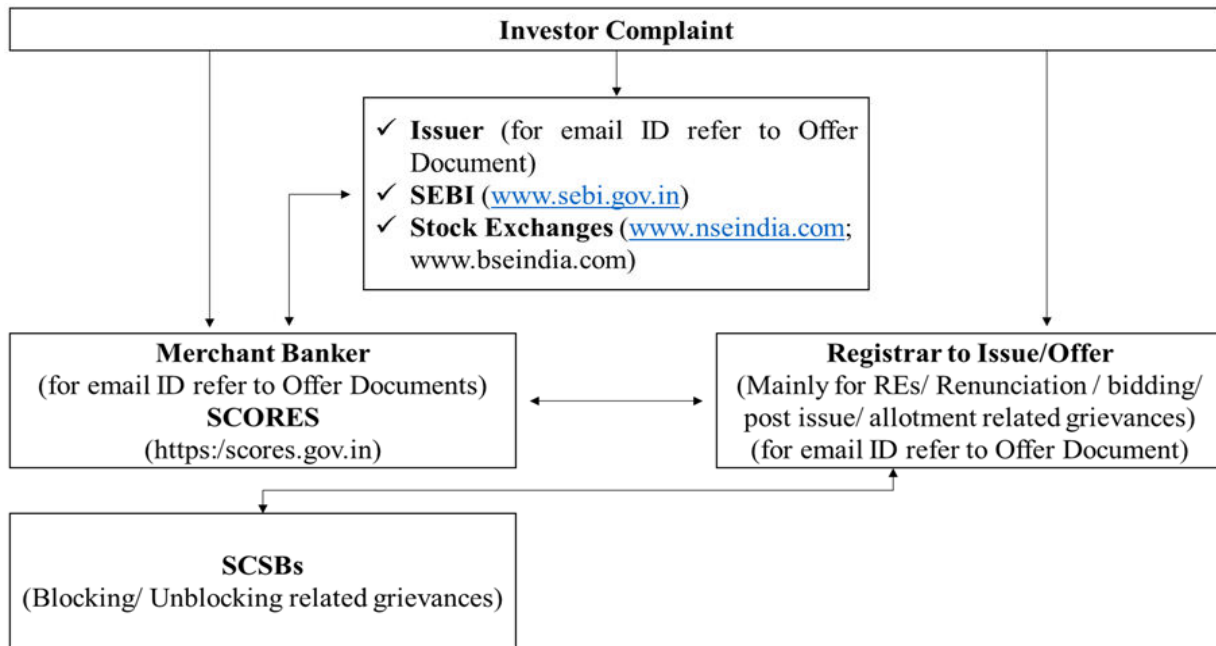 Investor Complaint
✓ Issuer (for email ID refer to Offer
Document)
✓ SEBI (www.sebi.gov.in)
✓ Stock Exchanges (www.nseindia.com;
www.bseindia.com)
Merchant Banker
(for email ID refer to Offer Documents)
SCORES
(https:/scores.gov.in)
Registrar to Issue/Offer
(Mainly for REs/ Renunciation / bidding/
post issue/ allotment related grievances)
(for email ID refer to Offer Document)
SCSBs
(Blocking/ Unblocking related grievances)